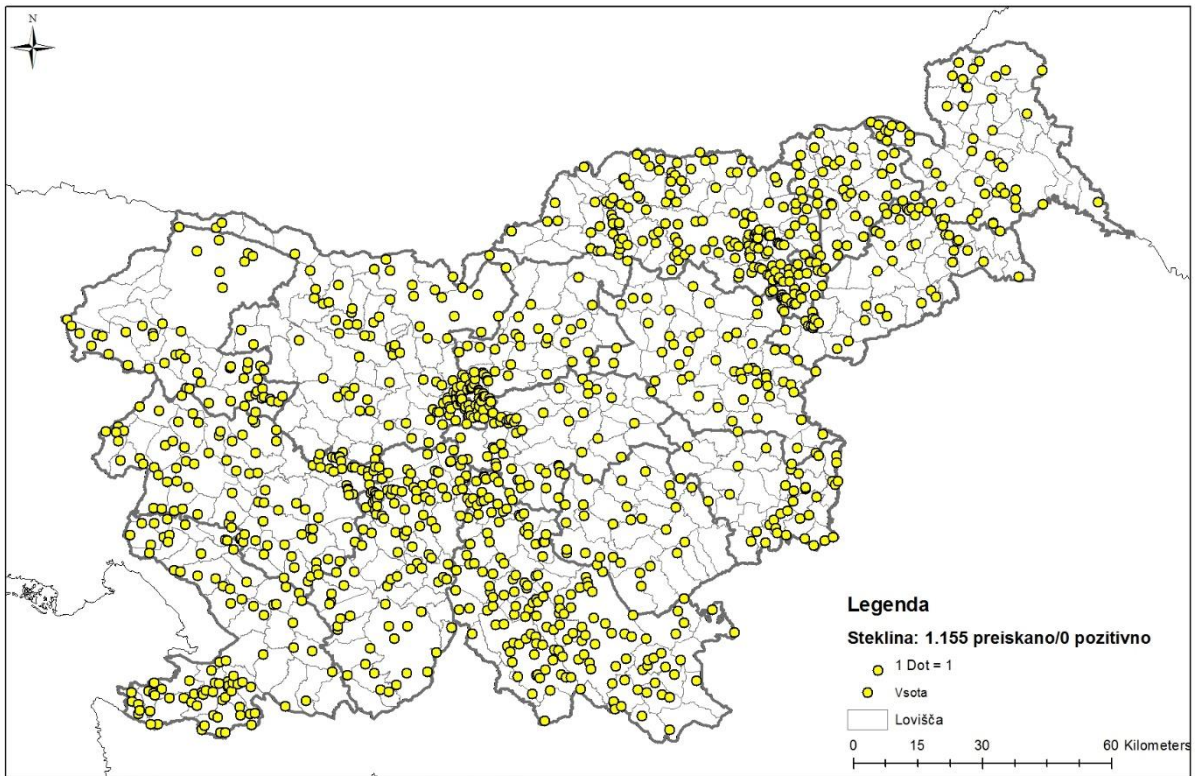 N
Legenda
Steklina: 1.155 preiskano/0 pozitivno
1 Dot = 1
Vsota
Lovišča
0 15 30 60 Kilometers